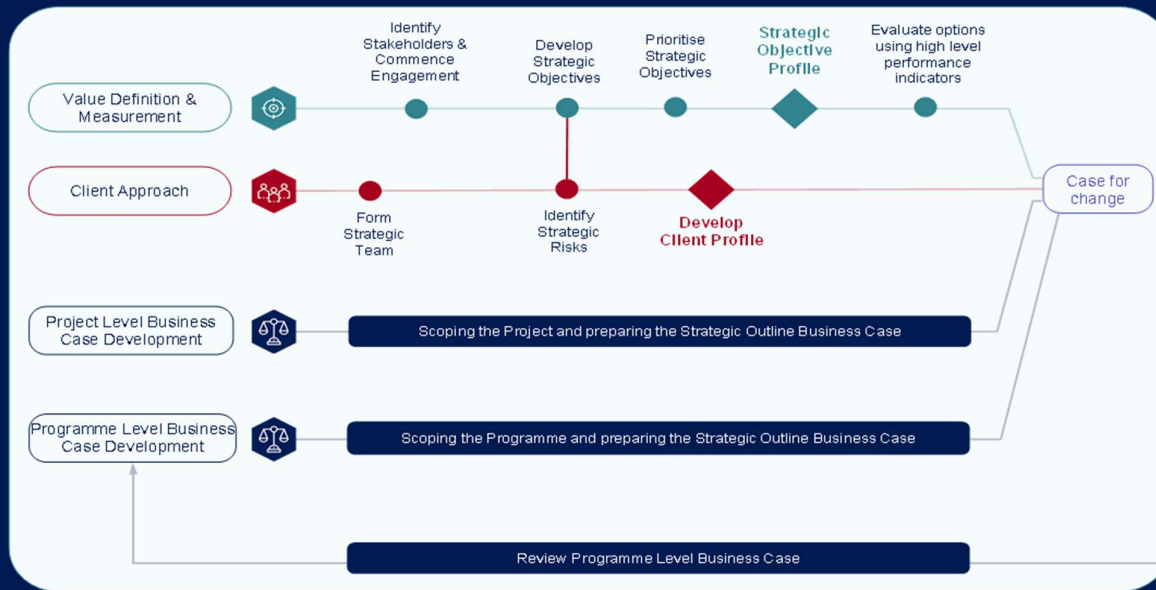 Identify
Stakeholders &
Commence
Engagement
Develop
Strategic
Objectives
Prioritise
Strategic
Objectives
Strategic
Objective
Profile
Evaluate options
using high level
performance
indicators
Value Definition &
Measurement
Client Approach
Form
Strategic
Team
Identify
Strategic
Risks
Develop
Client Profile
Case for
change
Project Level Business
Case Development
Scoping the Project and preparing the Strategic Outline Business Case
Programme Level Business
Case Development
Scoping the Programme and preparing the Strategic Outline Business Case
Review Programme Level Business Case